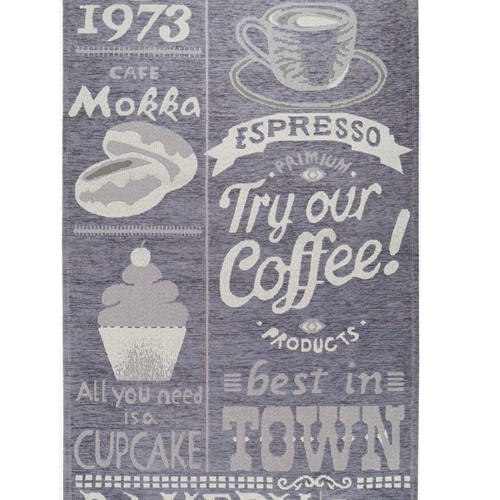 1973
CAFE
Mokka
All you need
is a
CUPCAKE
ESPRESSO
PRIMIUM
Try our
Coffee!
PRODUCTS
best in
TOWN